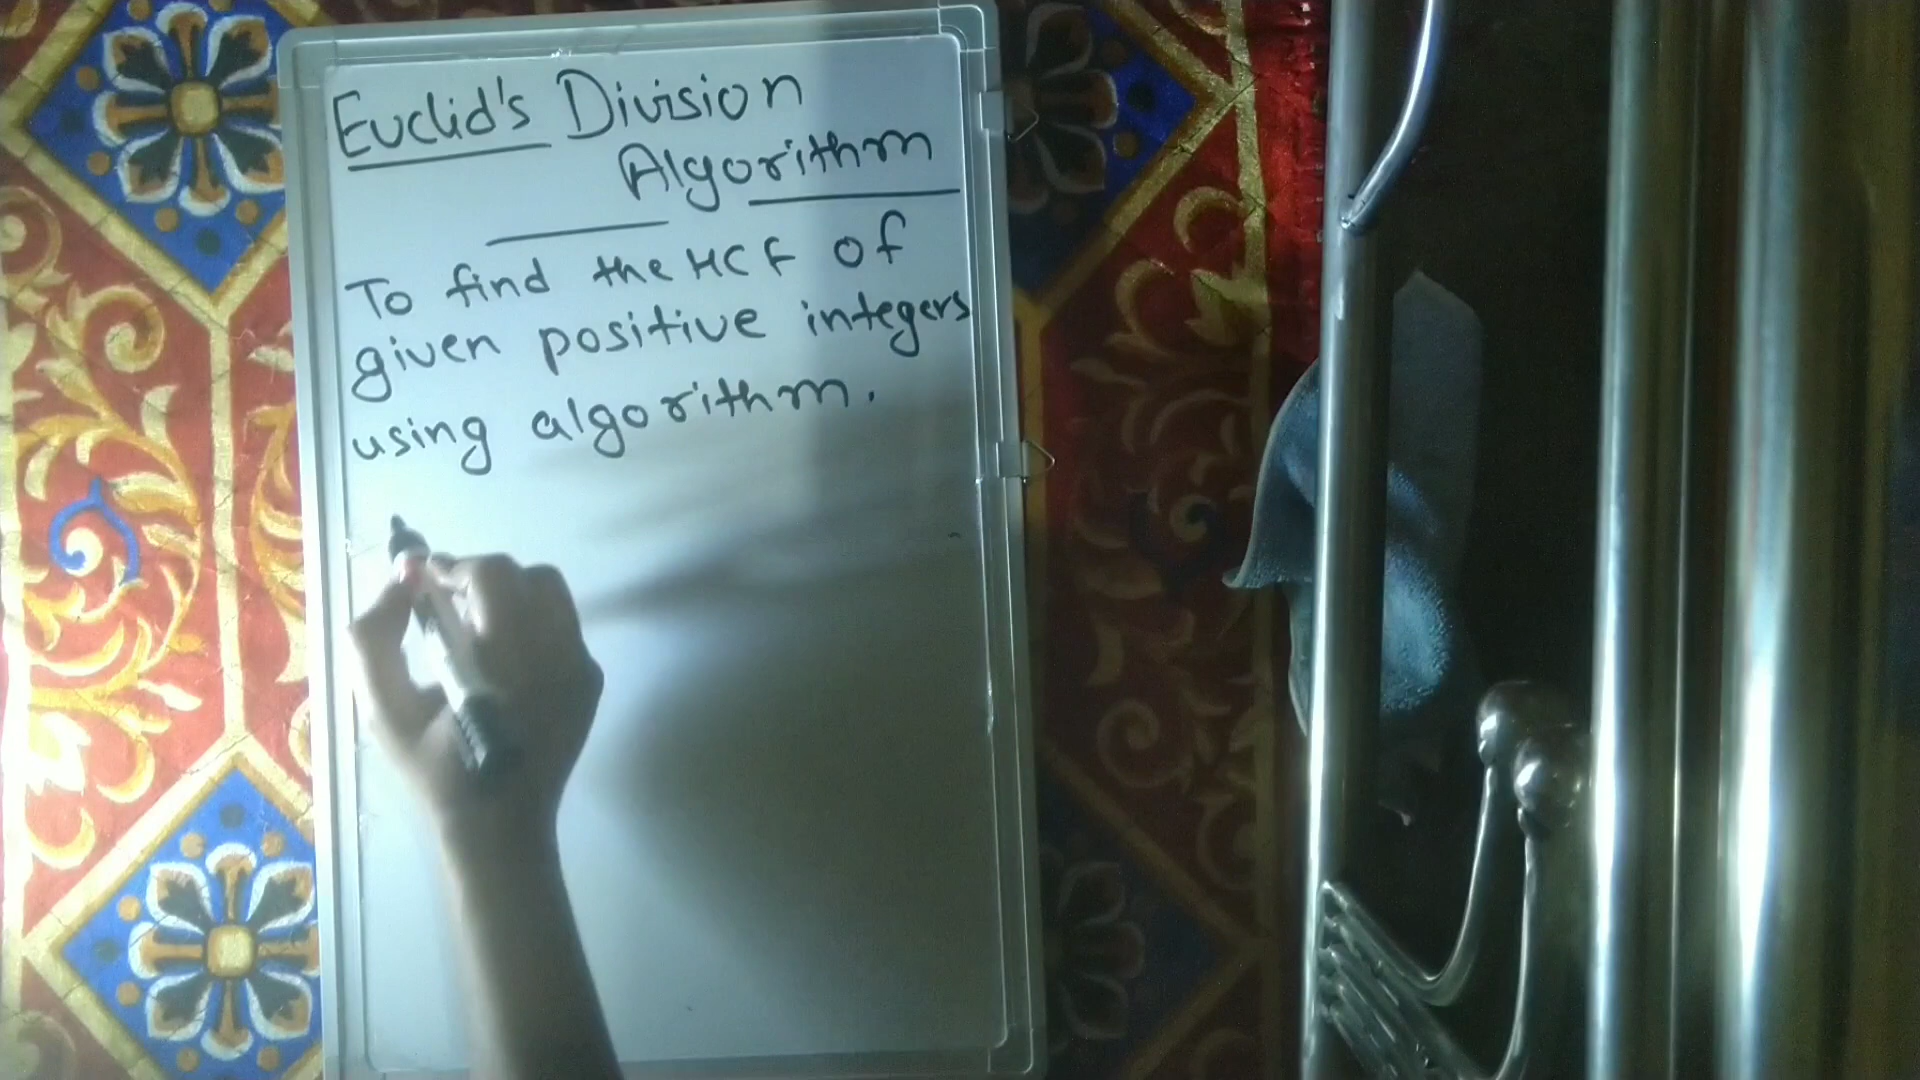 Euclid's Division
Algorithm
To find the HCF of
given positive integers
using algorithm.